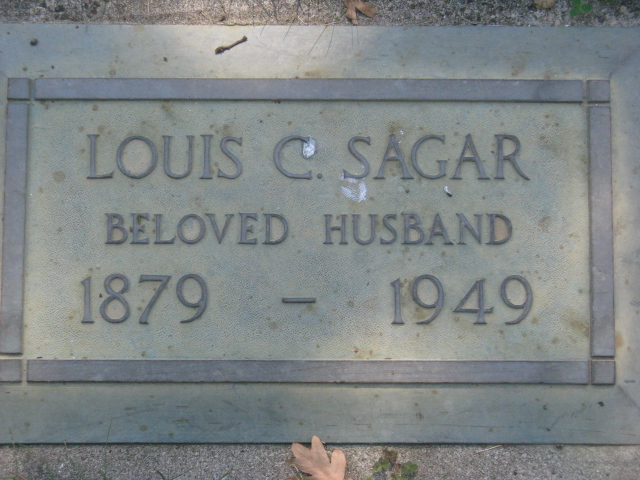 LOUIS C. SAGAR
BELOVED HUSBAND
1879 – 1949